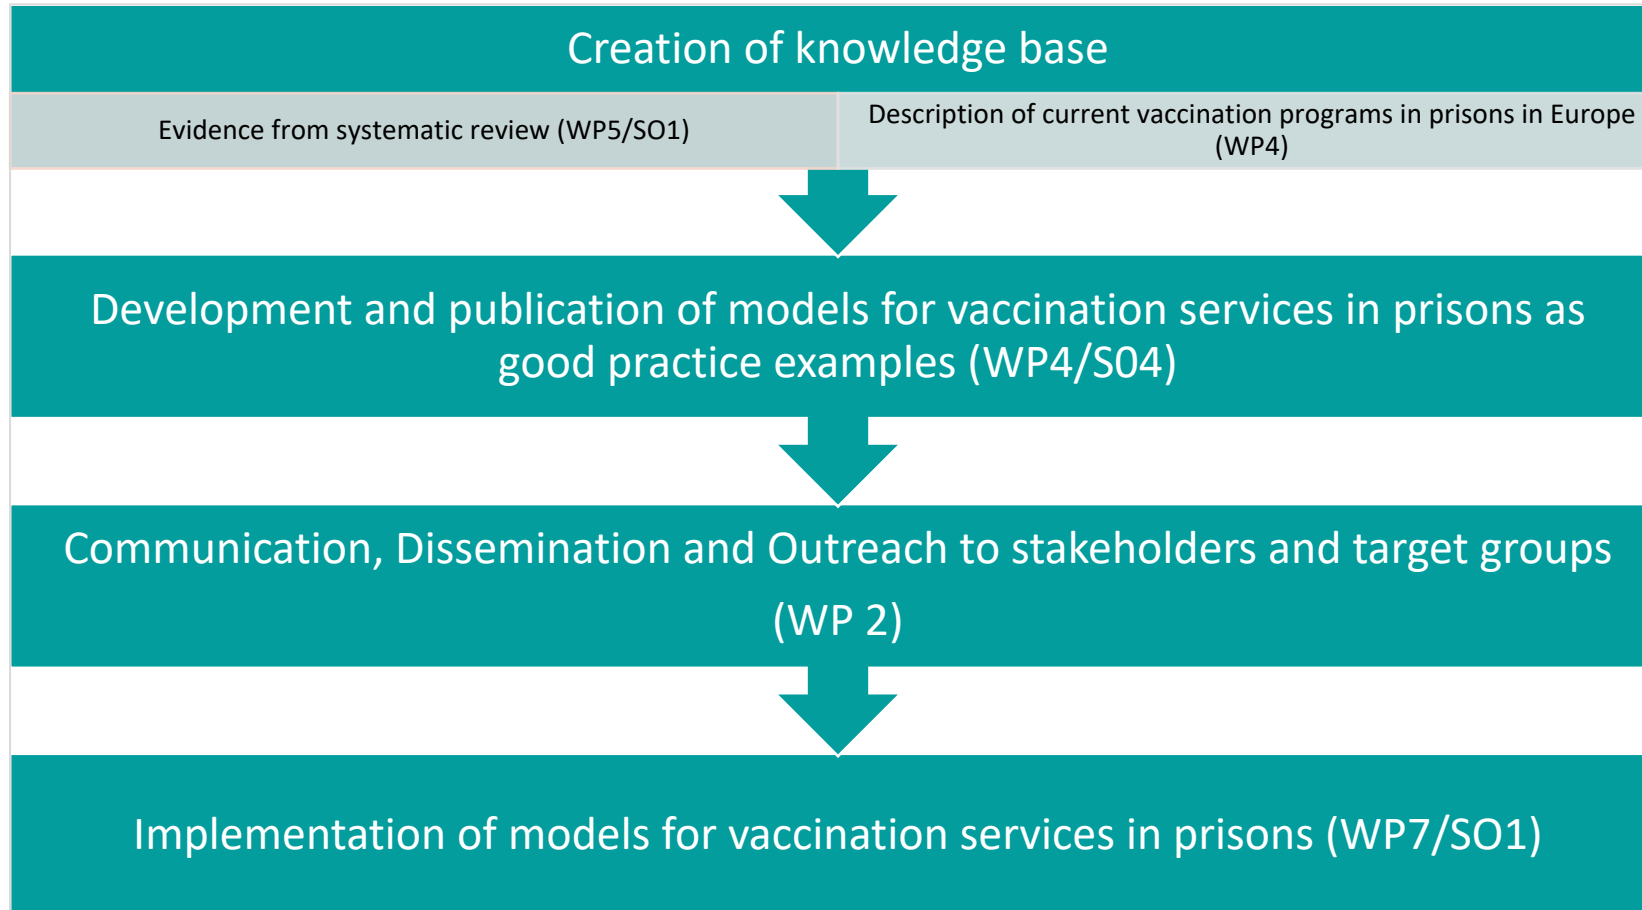 Creation of knowledge base
Evidence from systematic review (WP5/SO1)
Description of current vaccination programs in prisons in Europe
(WP4)
Development and publication of models for vaccination services in prisons as
good practice examples (WP4/S04)
Communication, Dissemination and Outreach to stakeholders and target groups
(WP 2)
Implementation of models for vaccination services in prisons (WP7/SO1)